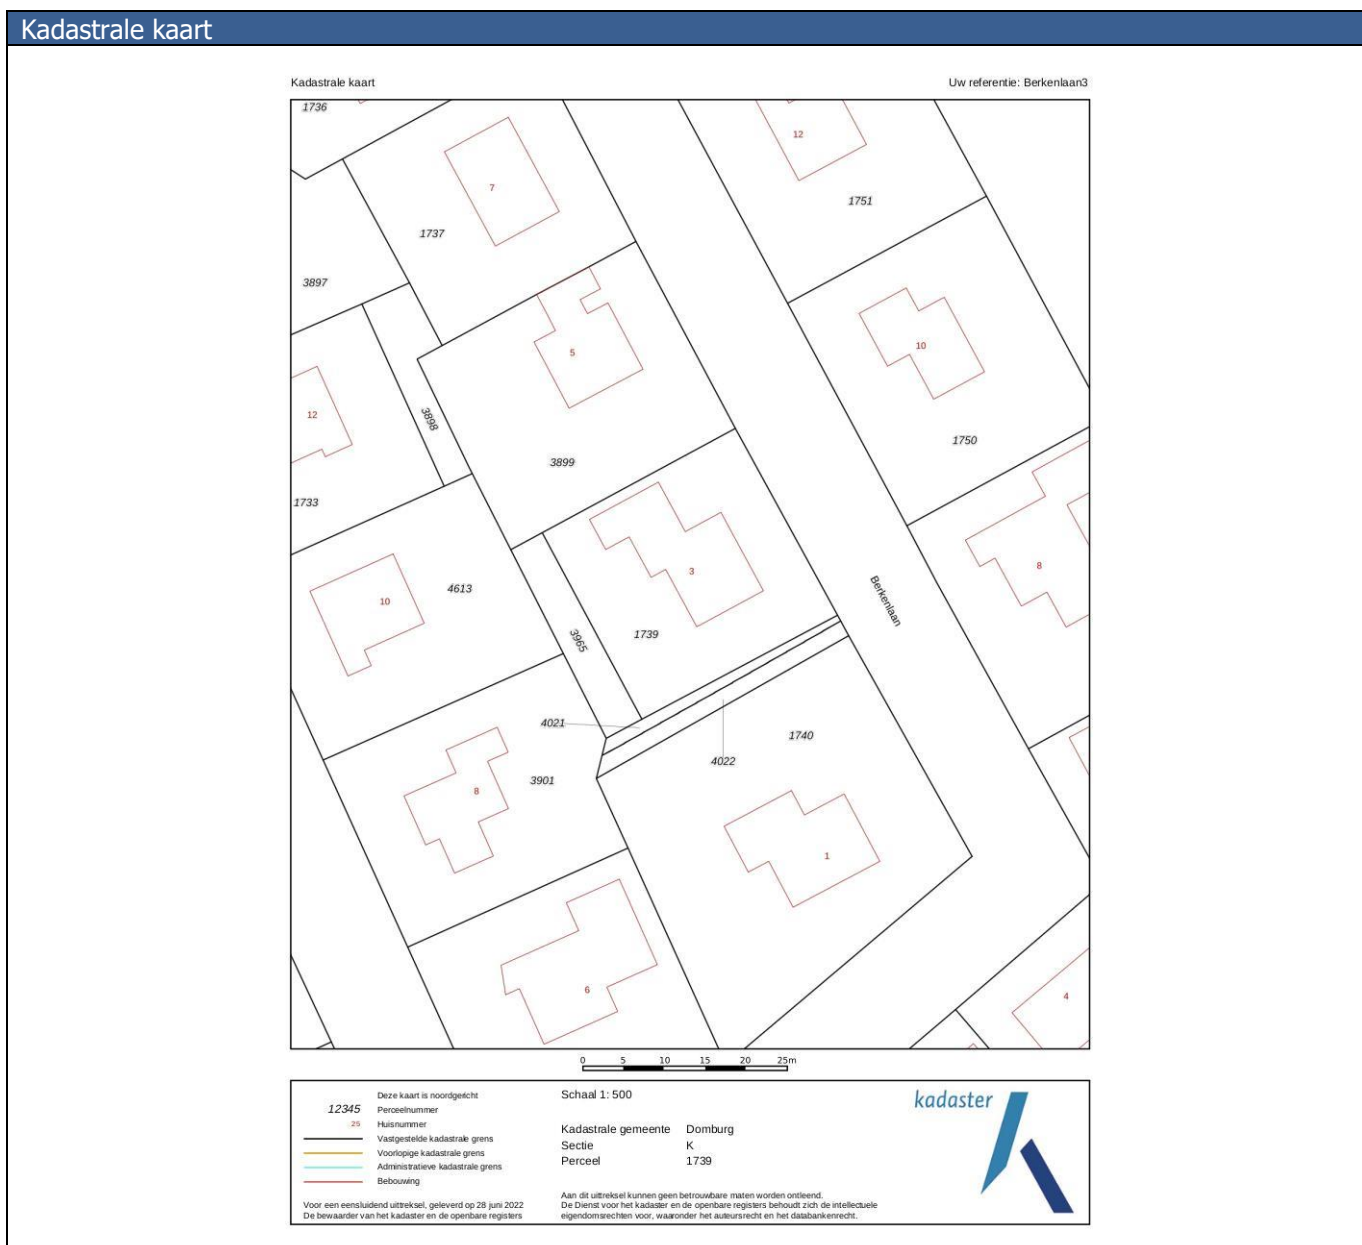 Kadastrale kaart
Kadastrale kaart
Uw referentie: Berkenlaan3
1736
12
7
1751
1737
3897
5
10
12
3898
1750
3899
1733
3
8
10
4613
Berkenlaan
3965
1739
4021
1740
4022
3901
8
1
6
4
0 5 10 15 20 25m
Deze kaart is noordgericht
12345 Perceelnummer
25 Huisnummer
Vastgestelde kadastrale grens
Voorlopige kadastrale grens
Administratieve kadastrale grens
Bebouwing
Voor een eensluidend uittreksel, geleverd op 28 juni 2022
De bewaarder van het kadaster en de openbare registers
Schaal 1: 500
Kadastrale gemeente Domburg
Sectie K
Perceel 1739
Aan dit uittreksel kunnen geen betrouwbare maten worden ontleend.
De Dienst voor het kadaster en de openbare registers behoudt zich de intellectuele
eigendomsrechten voor, waaronder het auteursrecht en het databankenrecht.
kadaster